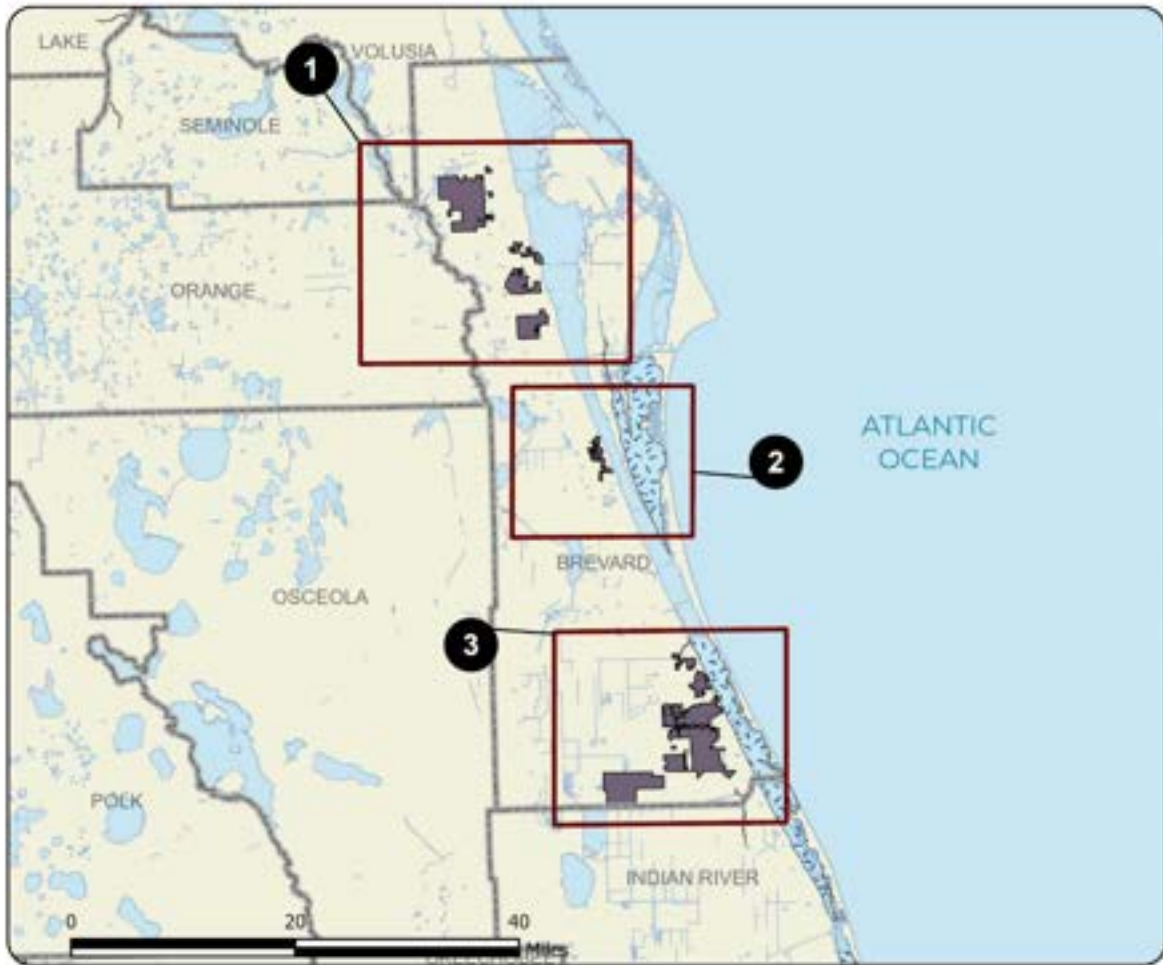 LAKE
VOLUSIA
1
SEMINOLE
ORANGE
ATLANTIC
OCEAN
2
BREVARD
OSCEOLA
3
POLK
INDIAN RIVER
0 20 40
Miles